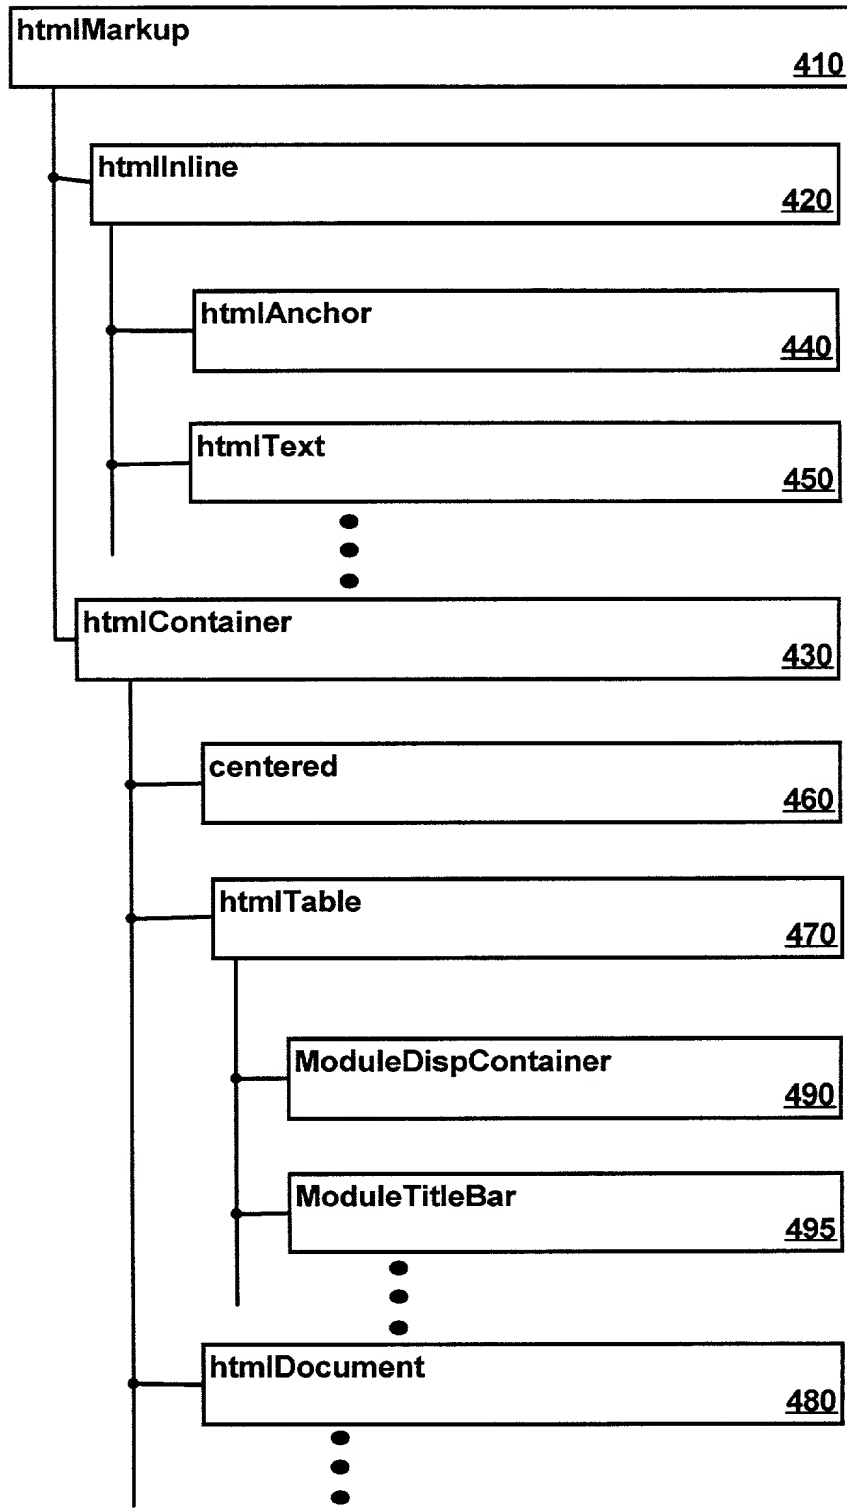 htmlMarkup
410
htmlInline
420
htmlAnchor
440
htmlText
450
htmlContainer
430
centered
460
htmlTable
470
ModuleDispContainer
490
ModuleTitleBar
495
htmlDocument
480